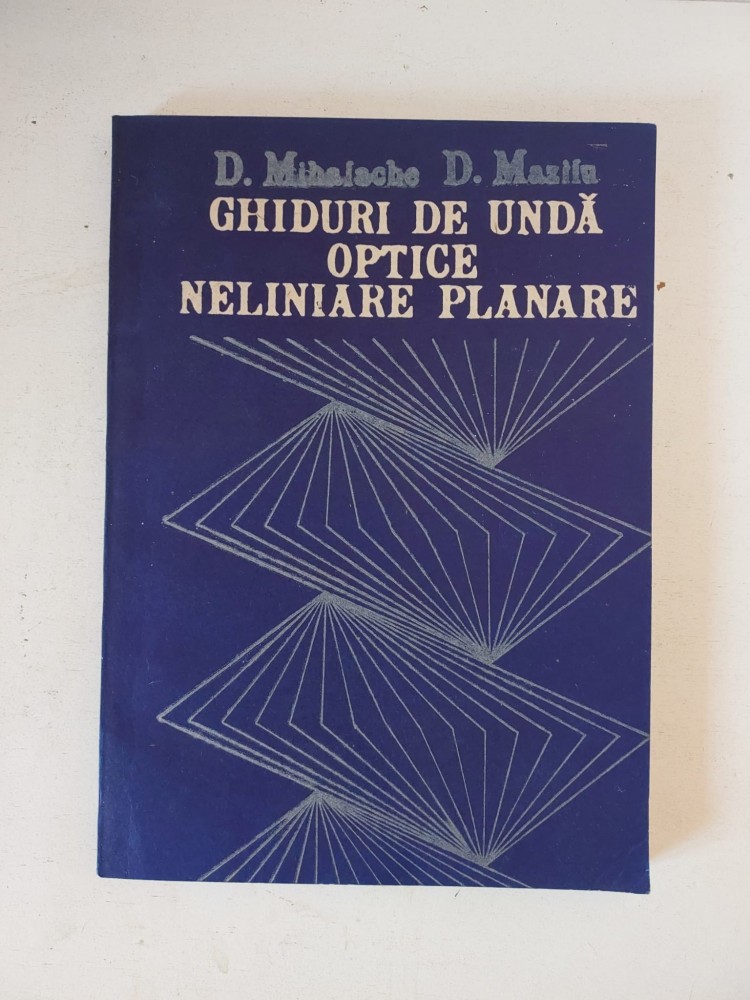 D. Mihalache D. Mazilu
GHIDURI DE UNDĂ
OPTICE
NELINIARE PLANARE